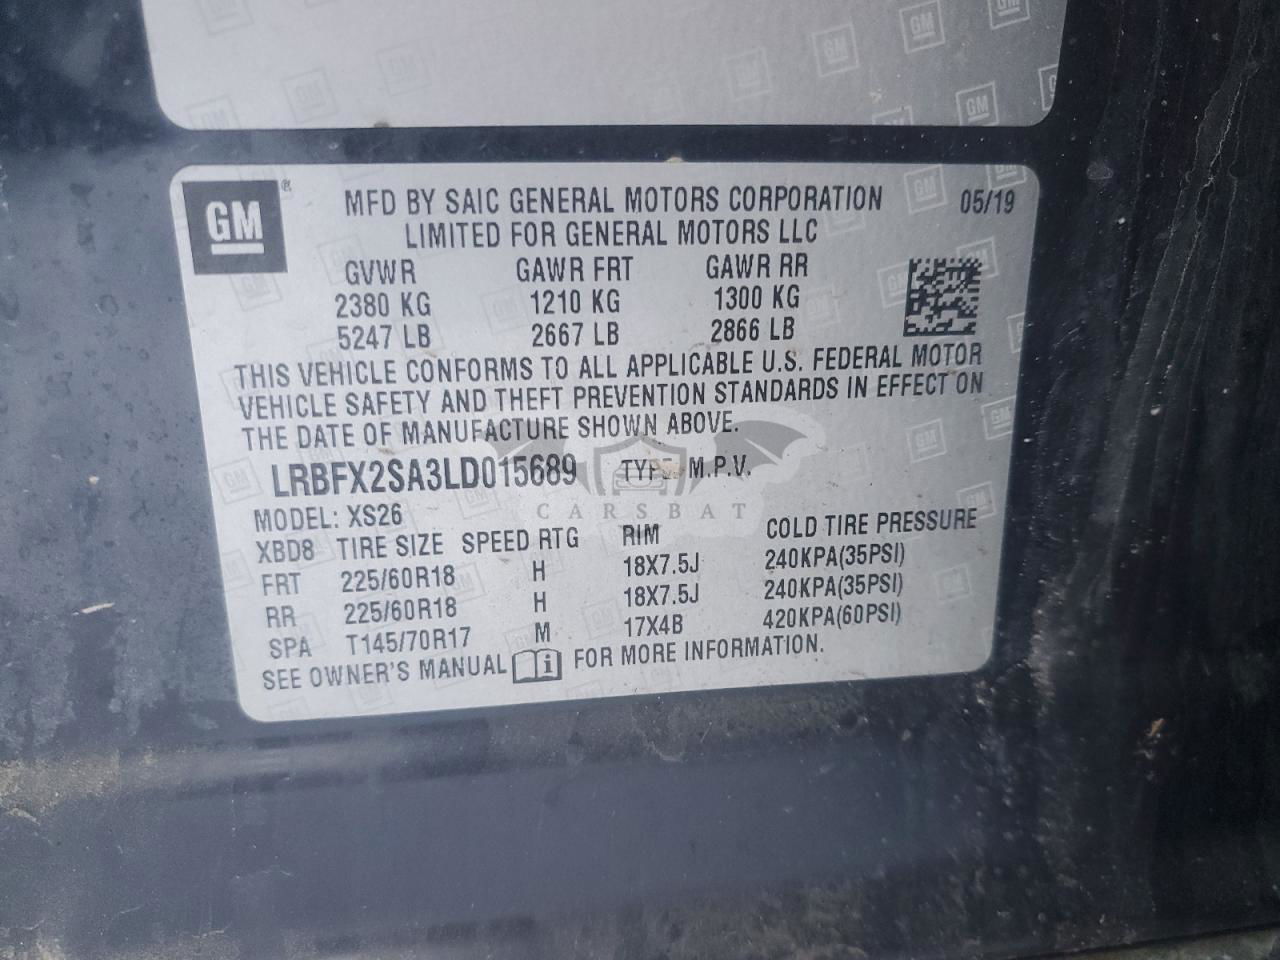 GM
MFD BY SAIC GENERAL MOTORS CORPORATION 05/19
LIMITED FOR GENERAL MOTORS LLC
GVWR GAWR FRT GAWR RR
2380 KG 1210 KG 1300 KG
5247 LB 2667 LB 2866 LB
THIS VEHICLE CONFORMS TO ALL APPLICABLE U.S. FEDERAL MOTOR
VEHICLE SAFETY AND THEFT PREVENTION STANDARDS IN EFFECT ON
THE DATE OF MANUFACTURE SHOWN ABOVE.
LRBFX2SA3LD015689 TYPE M.P.V.
CARSBAT
MODEL: XS26
XBD8 TIRE SIZE SPEED RTG RIM COLD TIRE PRESSURE
FRT 225/60R18 H 18X7.5J 240KPA(35PSI)
RR 225/60R18 H 18X7.5J 240KPA(35PSI)
SPA T145/70R17 M 17X4B 420KPA(60PSI)
SEE OWNER'S MANUAL FOR MORE INFORMATION.